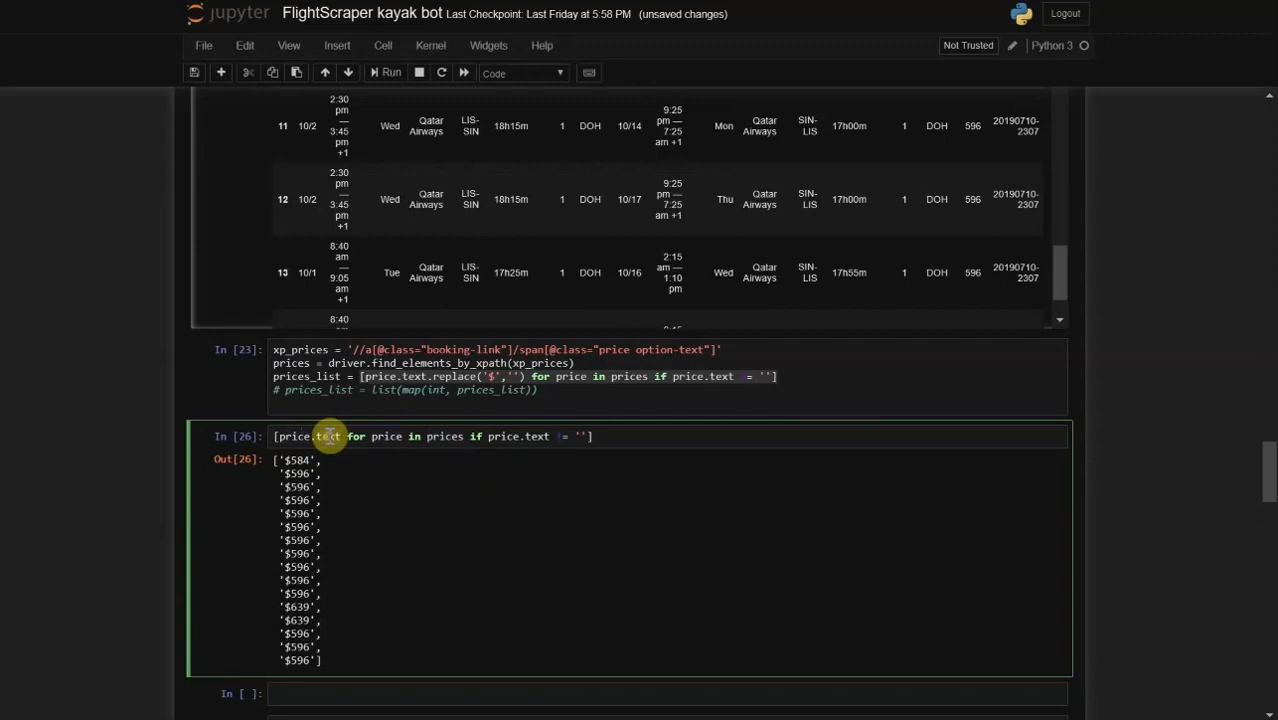 jupyter FlightScraper kayak bot Last Checkpoint: Last Friday at 5:58 PM (unsaved changes) Logout
File Edit View Insert Cell Kernel Widgets Help Not Trusted Python 3
Run Code
11 10/2 2:30 pm — 3:45 pm +1 Wed Qatar Airways LIS-SIN 18h15m 1 DOH 10/14 9:25 pm — 7:25 am +1 Mon Qatar Airways SIN-LIS 17h00m 1 DOH 596 20190710-2307
12 10/2 2:30 pm — 3:45 pm +1 Wed Qatar Airways LIS-SIN 18h15m 1 DOH 10/17 9:25 pm — 7:25 am +1 Thu Qatar Airways SIN-LIS 17h00m 1 DOH 596 20190710-2307
13 10/1 8:40 am — 9:05 am +1 Tue Qatar Airways LIS-SIN 17h25m 1 DOH 10/16 2:15 am — 1:10 pm Wed Qatar Airways SIN-LIS 17h55m 1 DOH 596 20190710-2307
8:40
In [23]: xp_prices = '//a[@class="booking-link"]/span[@class="price option-text"]'
prices = driver.find_elements_by_xpath(xp_prices)
prices_list = [price.text.replace('$','') for price in prices if price.text != '']
# prices_list = list(map(int, prices_list))
In [26]: [price.text for price in prices if price.text != '']
Out[26]: ['$584',
'$596',
'$596',
'$596',
'$596',
'$596',
'$596',
'$596',
'$596',
'$596',
'$596',
'$639',
'$639',
'$596',
'$596',
'$596']
In [ ]: